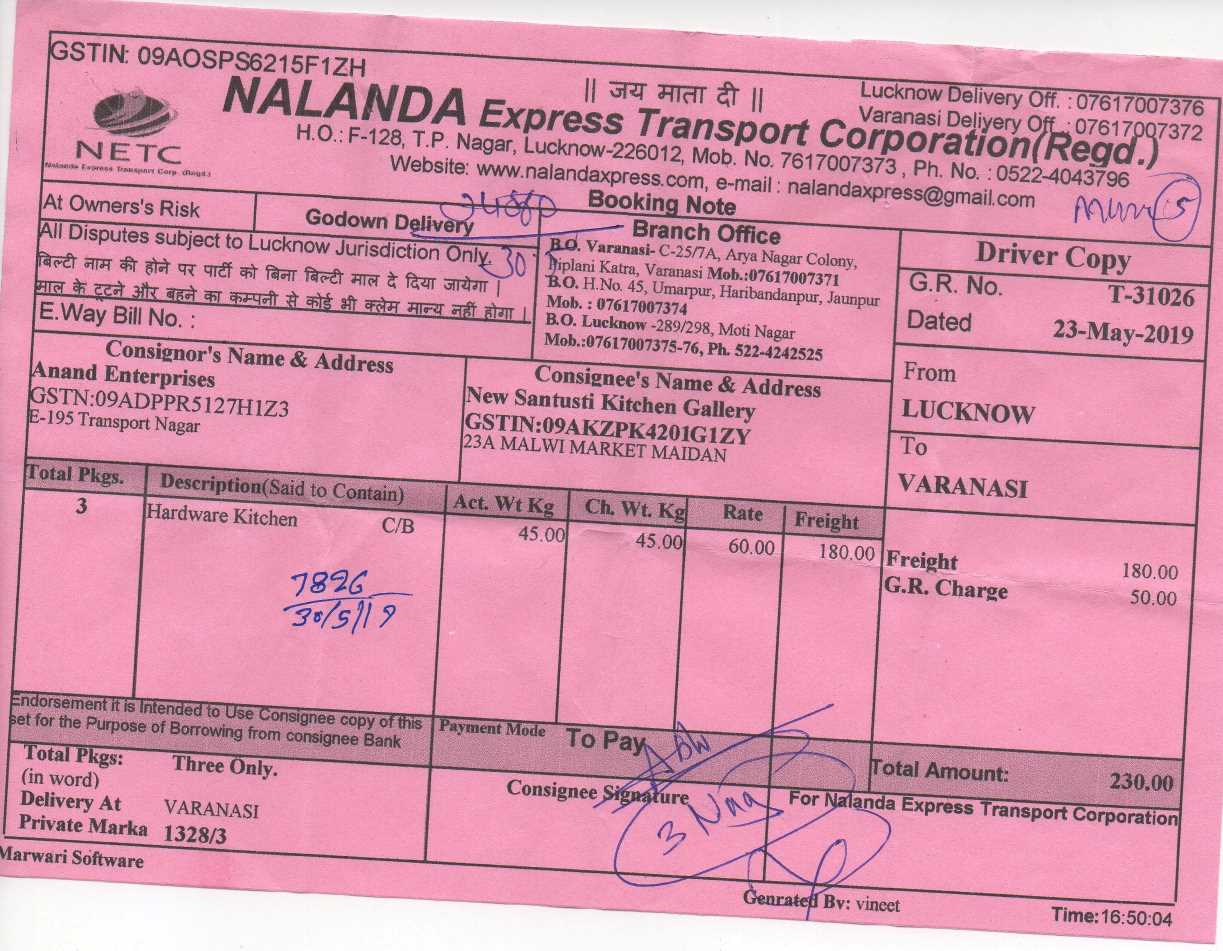 GSTIN: 09AOSPS6215F1ZH
|| जय माता दी ||
Lucknow Delivery Off. : 07617007376
Varanasi Delivery Off. : 07617007372
NETC
Nalanda Express Transport Corp. (Regd.)
NALANDA Express Transport Corporation(Regd.)
H.O.: F-128, T.P. Nagar, Lucknow-226012, Mob. No. 7617007373 , Ph. No. : 0522-4043796
Website: www.nalandaxpress.com, e-mail : nalandaxpress@gmail.com
Booking Note
At Owners's Risk
Godown Delivery
All Disputes subject to Lucknow Jurisdiction Only.
30
बिल्टी नाम की होने पर पार्टी को बिना बिल्टी माल दे दिया जायेगा |
माल के टूटने और बहने का कम्पनी से कोई भी क्लेम मान्य नहीं होगा |
E.Way Bill No. :
Branch Office
B.O. Varanasi- C-25/7A, Arya Nagar Colony,
Piplani Katra, Varanasi Mob.:07617007371
B.O. H.No. 45, Umarpur, Haribandanpur, Jaunpur
Mob. : 07617007374
B.O. Lucknow -289/298, Moti Nagar
Mob.:07617007375-76, Ph. 522-4242525
5
Driver Copy
G.R. No. T-31026
Dated 23-May-2019
Consignor's Name & Address
Anand Enterprises
GSTN:09ADPPR5127H1Z3
E-195 Transport Nagar
Consignee's Name & Address
New Santusti Kitchen Gallery
GSTIN:09AKZPK4201G1ZY
23A MALWI MARKET MAIDAN
From
LUCKNOW
To
VARANASI
Total Pkgs. Description(Said to Contain) Act. Wt Kg Ch. Wt. Kg Rate Freight
3 Hardware Kitchen C/B 45.00 45.00 60.00 180.00
7826
30/5/19
Freight 180.00
G.R. Charge 50.00
Endorsement it is Intended to Use Consignee copy of this
set for the Purpose of Borrowing from consignee Bank
Payment Mode To Pay
Total Amount: 230.00
Total Pkgs: Three Only.
(in word)
Delivery At VARANASI
Private Marka 1328/3
Consignee Signature
3 Nag
For Nalanda Express Transport Corporation
Marwari Software
Genrated By: vineet
Time:16:50:04